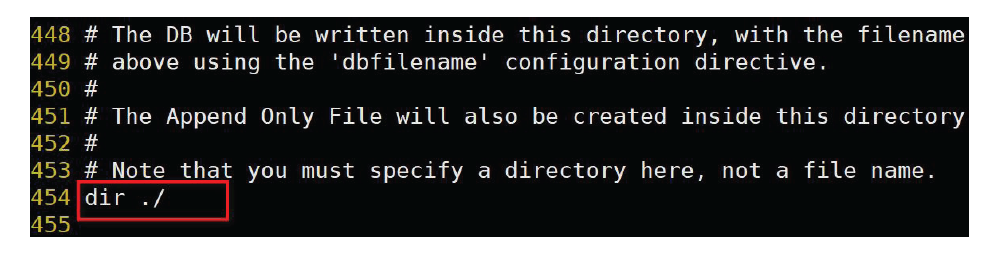 448 # The DB will be written inside this directory, with the filename
449 # above using the 'dbfilename' configuration directive.
450 #
451 # The Append Only File will also be created inside this directory
452 #
453 # Note that you must specify a directory here, not a file name.
454 dir ./
455